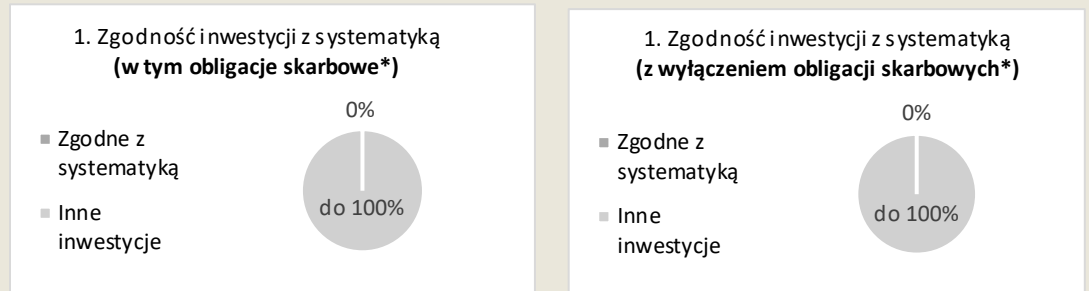 1. Zgodność inwestycji z systematyką
(w tym obligacje skarbowe*)
0%
Zgodne z
systematyką
do 100%
Inne
inwestycje
1. Zgodność inwestycji z systematyką
(z wyłączeniem obligacji skarbowych*)
0%
Zgodne z
systematyką
do 100%
Inne
inwestycje